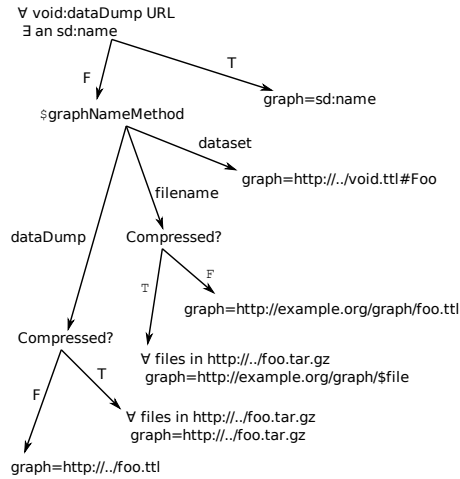 ∀ void:dataDump URL
∃ an sd:name
F
T
graph=sd:name
$graphNameMethod
dataset
graph=http://../void.ttl#Foo
filename
dataDump
Compressed?
F
T
graph=http://example.org/graph/foo.ttl
Compressed?
∀ files in http://../foo.tar.gz
graph=http://example.org/graph/$file
F
T
∀ files in http://../foo.tar.gz
graph=http://../foo.tar.gz
graph=http://../foo.ttl